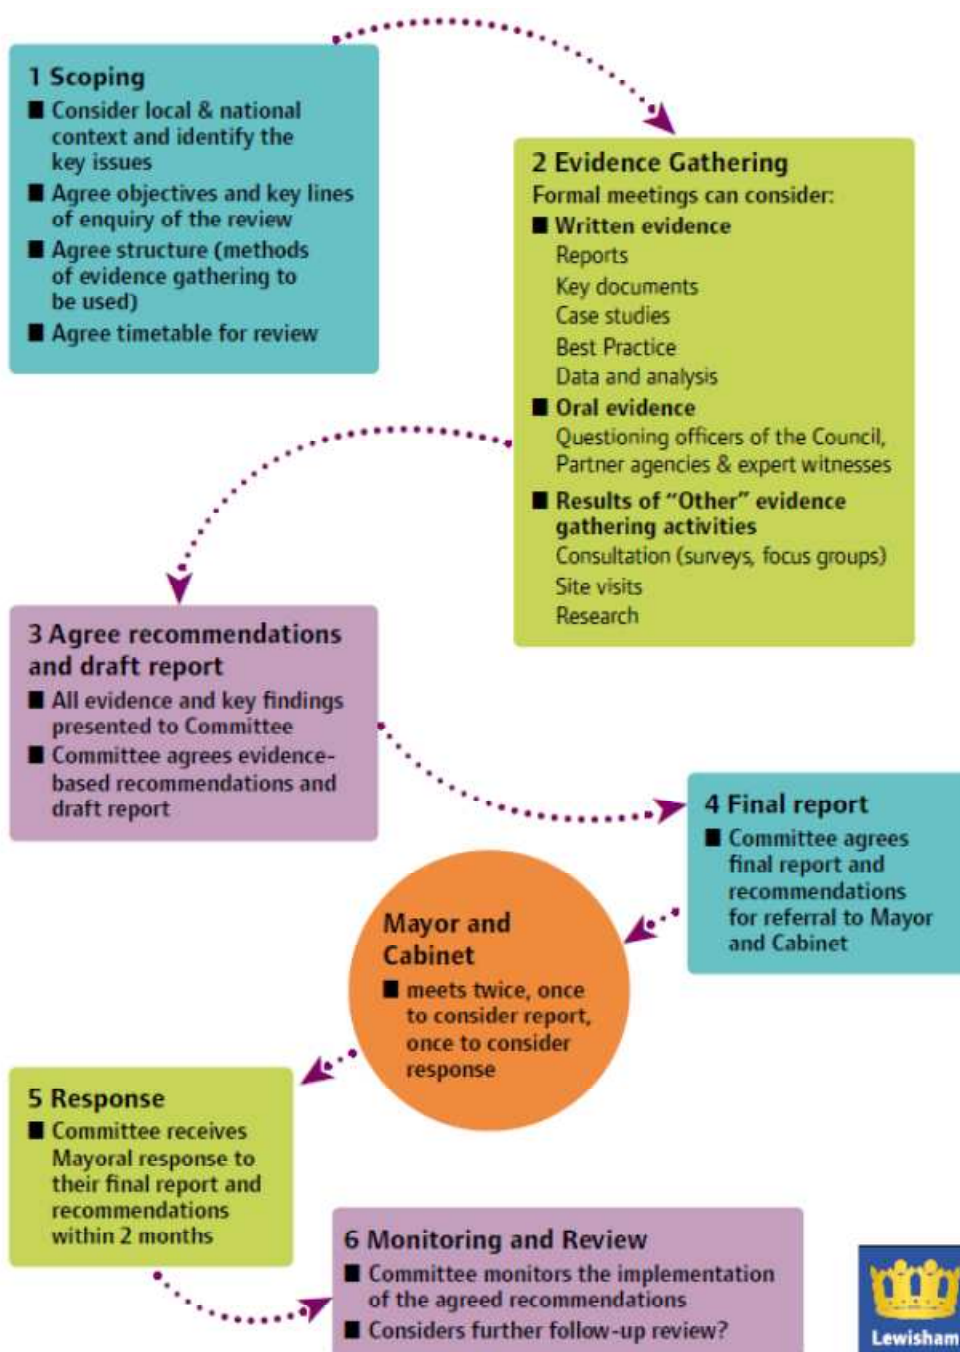 1 Scoping
■ Consider local & national
context and identify the
key issues
■ Agree objectives and key lines
of enquiry of the review
■ Agree structure (methods
of evidence gathering to
be used)
■ Agree timetable for review
2 Evidence Gathering
Formal meetings can consider:
■ Written evidence
Reports
Key documents
Case studies
Best Practice
Data and analysis
■ Oral evidence
Questioning officers of the Council,
Partner agencies & expert witnesses
■ Results of “Other” evidence
gathering activities
Consultation (surveys, focus groups)
Site visits
Research
3 Agree recommendations
and draft report
■ All evidence and key findings
presented to Committee
■ Committee agrees evidence-
based recommendations and
draft report
4 Final report
■ Committee agrees
final report and
recommendations
for referral to Mayor
and Cabinet
Mayor and
Cabinet
■ meets twice, once
to consider report,
once to consider
response
5 Response
■ Committee receives
Mayoral response to
their final report and
recommendations
within 2 months
6 Monitoring and Review
■ Committee monitors the implementation
of the agreed recommendations
■ Considers further follow-up review?
Lewisham